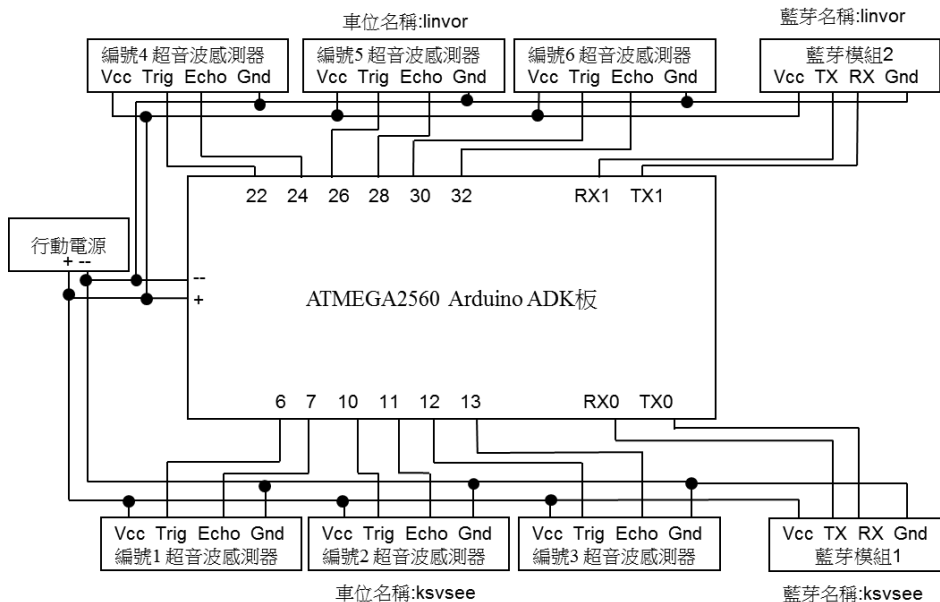 車位名稱:linvor
藍芽名稱:linvor
編號4 超音波感測器
Vcc Trig Echo Gnd
編號5 超音波感測器
Vcc Trig Echo Gnd
編號6 超音波感測器
Vcc Trig Echo Gnd
藍芽模組2
Vcc TX RX Gnd
22 24 26 28 30 32 RX1 TX1
行動電源
+ --
--
+
ATMEGA2560 Arduino ADK板
6 7 10 11 12 13 RX0 TX0
Vcc Trig Echo Gnd
編號1 超音波感測器
Vcc Trig Echo Gnd
編號2 超音波感測器
Vcc Trig Echo Gnd
編號3 超音波感測器
Vcc TX RX Gnd
藍芽模組1
車位名稱:ksvsee
藍芽名稱:ksvsee